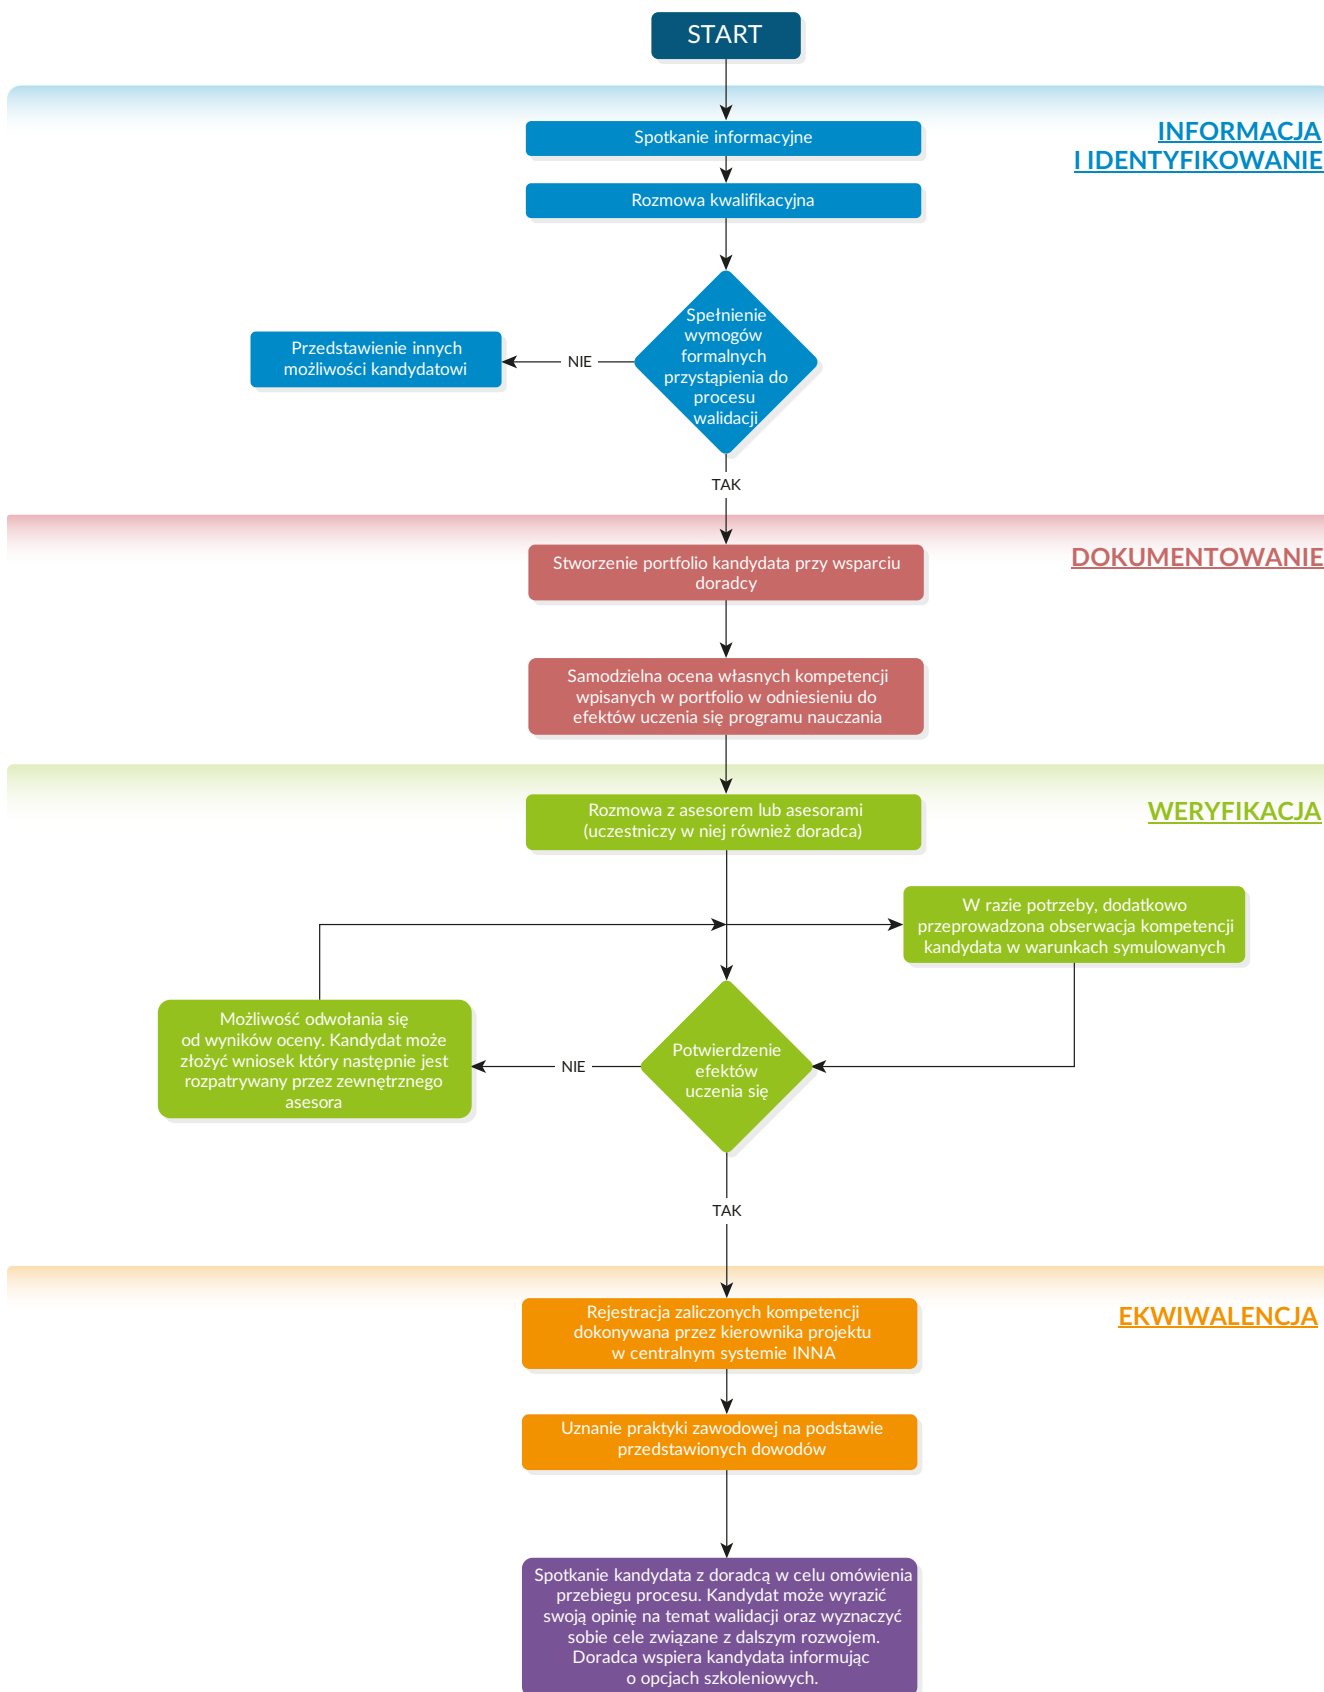 START
INFORMACJA
I IDENTYFIKOWANIE
Spotkanie informacyjne
Rozmowa kwalifikacyjna
Spełnienie
wymogów
formalnych
przystąpienia do
procesu
walidacji
NIE
Przedstawienie innych
możliwości kandydatowi
TAK
DOKUMENTOWANIE
Stworzenie portfolio kandydata przy wsparciu
doradcy
Samodzielna ocena własnych kompetencji
wpisanych w portfolio w odniesieniu do
efektów uczenia się programu nauczania
WERYFIKACJA
Rozmowa z asesorem lub asesorami
(uczestniczy w niej również doradca)
W razie potrzeby, dodatkowo
przeprowadzona obserwacja kompetencji
kandydata w warunkach symulowanych
Możliwość odwołania się
od wyników oceny. Kandydat może
złożyć wniosek który następnie jest
rozpatrywany przez zewnętrznego
asesora
NIE
Potwierdzenie
efektów
uczenia się
TAK
EKWIWALENCJA
Rejestracja zaliczonych kompetencji
dokonywana przez kierownika projektu
w centralnym systemie INNA
Uznanie praktyki zawodowej na podstawie
przedstawionych dowodów
Spotkanie kandydata z doradcą w celu omówienia
przebiegu procesu. Kandydat może wyrazić
swoją opinię na temat walidacji oraz wyznaczyć
sobie cele związane z dalszym rozwojem.
Doradca wspiera kandydata informując
o opcjach szkoleniowych.